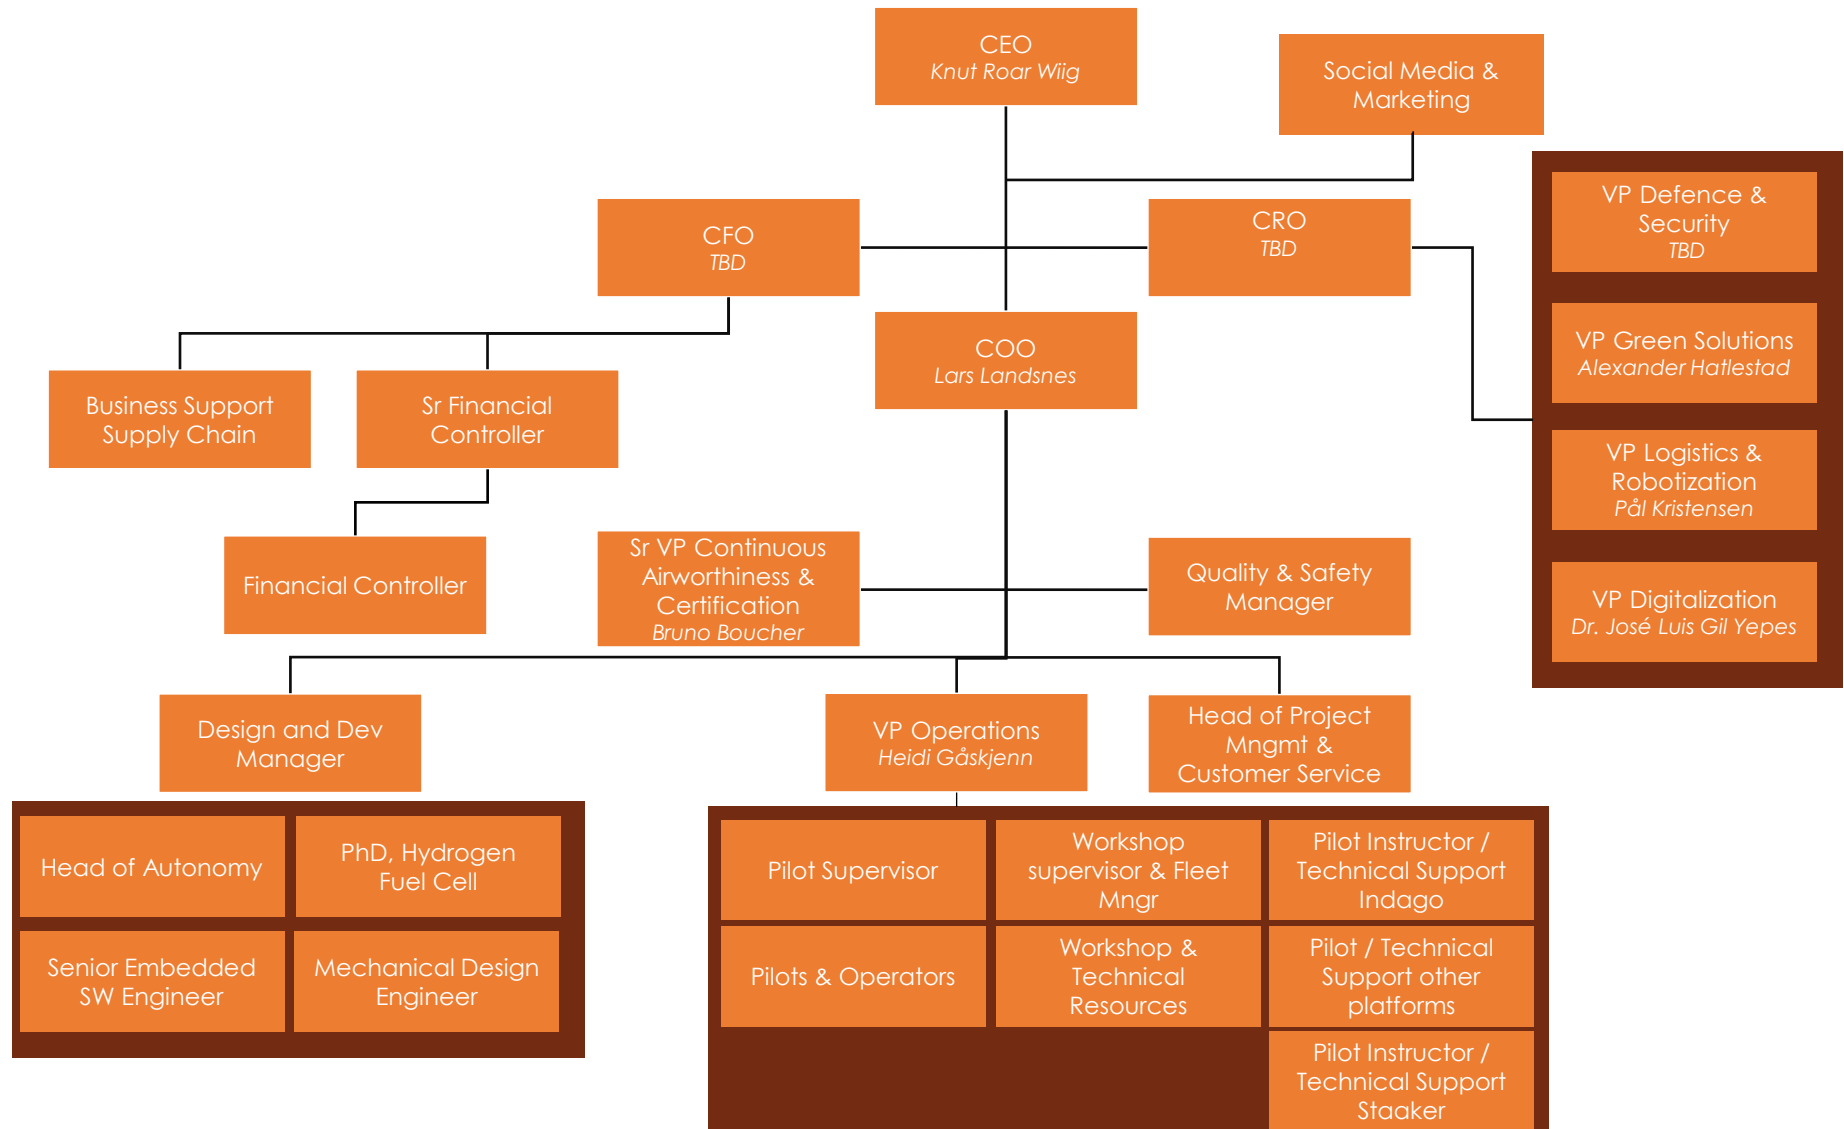 CEO
Knut Roar Wiig
Social Media &
Marketing
CFO
TBD
CRO
TBD
VP Defence &
Security
TBD
VP Green Solutions
Alexander Hatlestad
VP Logistics &
Robotization
Pål Kristensen
VP Digitalization
Dr. José Luis Gil Yepes
COO
Lars Landsnes
Business Support
Supply Chain
Sr Financial
Controller
Financial Controller
Sr VP Continuous
Airworthiness &
Certification
Bruno Boucher
Quality & Safety
Manager
Design and Dev
Manager
VP Operations
Heidi Gåskjenn
Head of Project
Mngmt &
Customer Service
Head of Autonomy
PhD, Hydrogen
Fuel Cell
Senior Embedded
SW Engineer
Mechanical Design
Engineer
Pilot Supervisor
Workshop
supervisor & Fleet
Mngr
Pilot Instructor /
Technical Support
Indago
Pilots & Operators
Workshop &
Technical
Resources
Pilot / Technical
Support other
platforms
Pilot Instructor /
Technical Support
Staaker